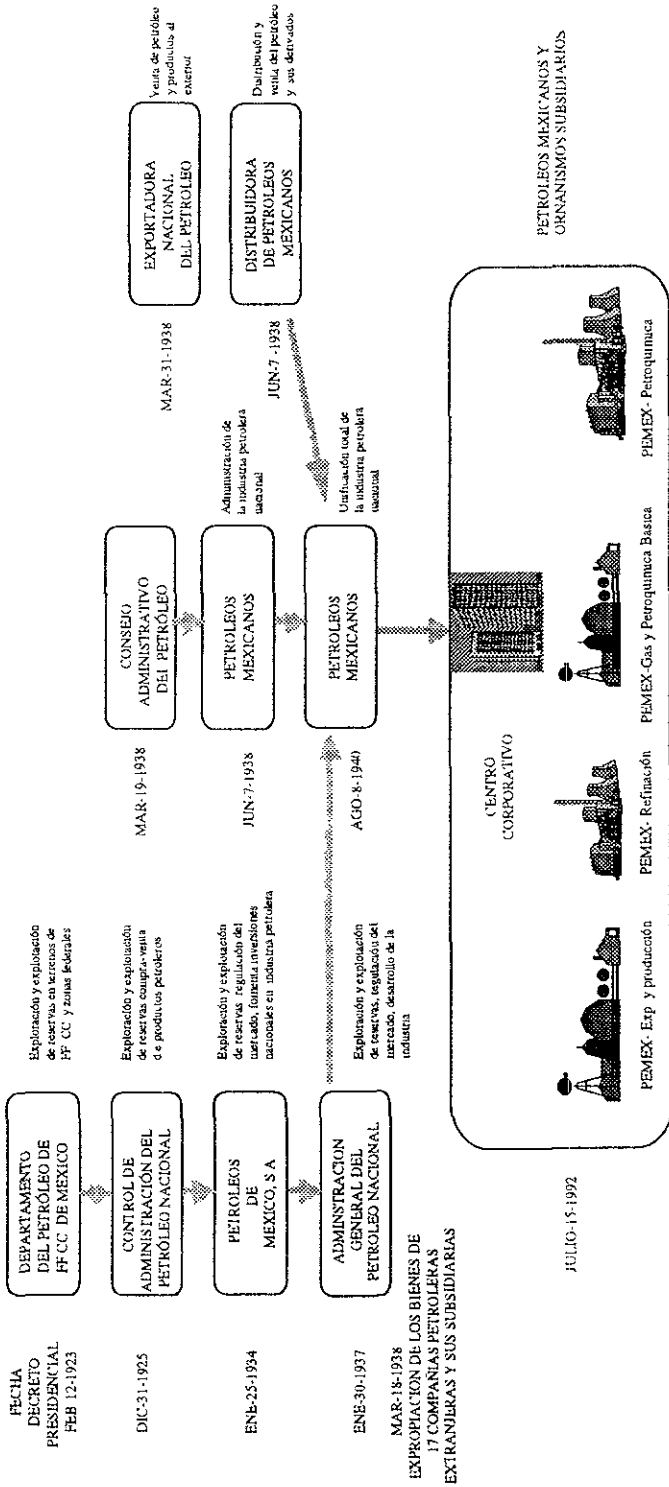 FECHA
DECRETO
PRESIDENCIAL
FEB 12-1923
DEPARTAMENTO
DEL PETRÓLEO DE
FF CC DE MEXICO
Exploración y explotación
de reservas en terrenos de
FF CC y zonas federales
DIC-31-1925
CONTROL DE
ADMINISTRACIÓN DEL
PETRÓLEO NACIONAL
Exploración y explotación
de reservas compra-venta
de productos petroleros
ENE-25-1934
PETROLEOS
DE
MEXICO, S A
Exploración y explotación
de reservas regulación del
mercado, fomenta inversiones
nacionales en industria petrolera
ENE-30-1937
ADMINSTRACION
GENERAL DEL
PETROLEO NACIONAL
Exploración y explotación
de reservas, regulación del
mercado, desarrollo de la
industria
MAR-18-1938
EXPROPIACION DE LOS BIENES DE
17 COMPAÑIAS PETROLERAS
EXTRANJERAS Y SUS SUBSIDIARIAS
MAR-19-1938
CONSEJO
ADMINISTRATIVO
DEL PETRÓLEO
JUN-7-1938
PETROLEOS
MEXICANOS
Administración de
la industria petrolera
nacional
AGO-8-1940
PETROLEOS
MEXICANOS
Unificación total de
la industria petrolera
nacional
MAR-31-1938
EXPORTADORA
NACIONAL
DEL PETROLEO
Venta de petróleo
y productos al
exterior
JUN-7-1938
DISTRIBUIDORA
DE PETROLEOS
MEXICANOS
Distribución y
venta del petróleo
y sus derivados
JULIO-15-1992
CENTRO
CORPORATIVO
PEMEX- Exp y producción
PEMEX- Refinación
PEMEX-Gas y Petroquimica Basica
PEMEX- Petroquimica
PETROLEOS MEXICANOS Y
ORNANISMOS SUBSIDIARIOS